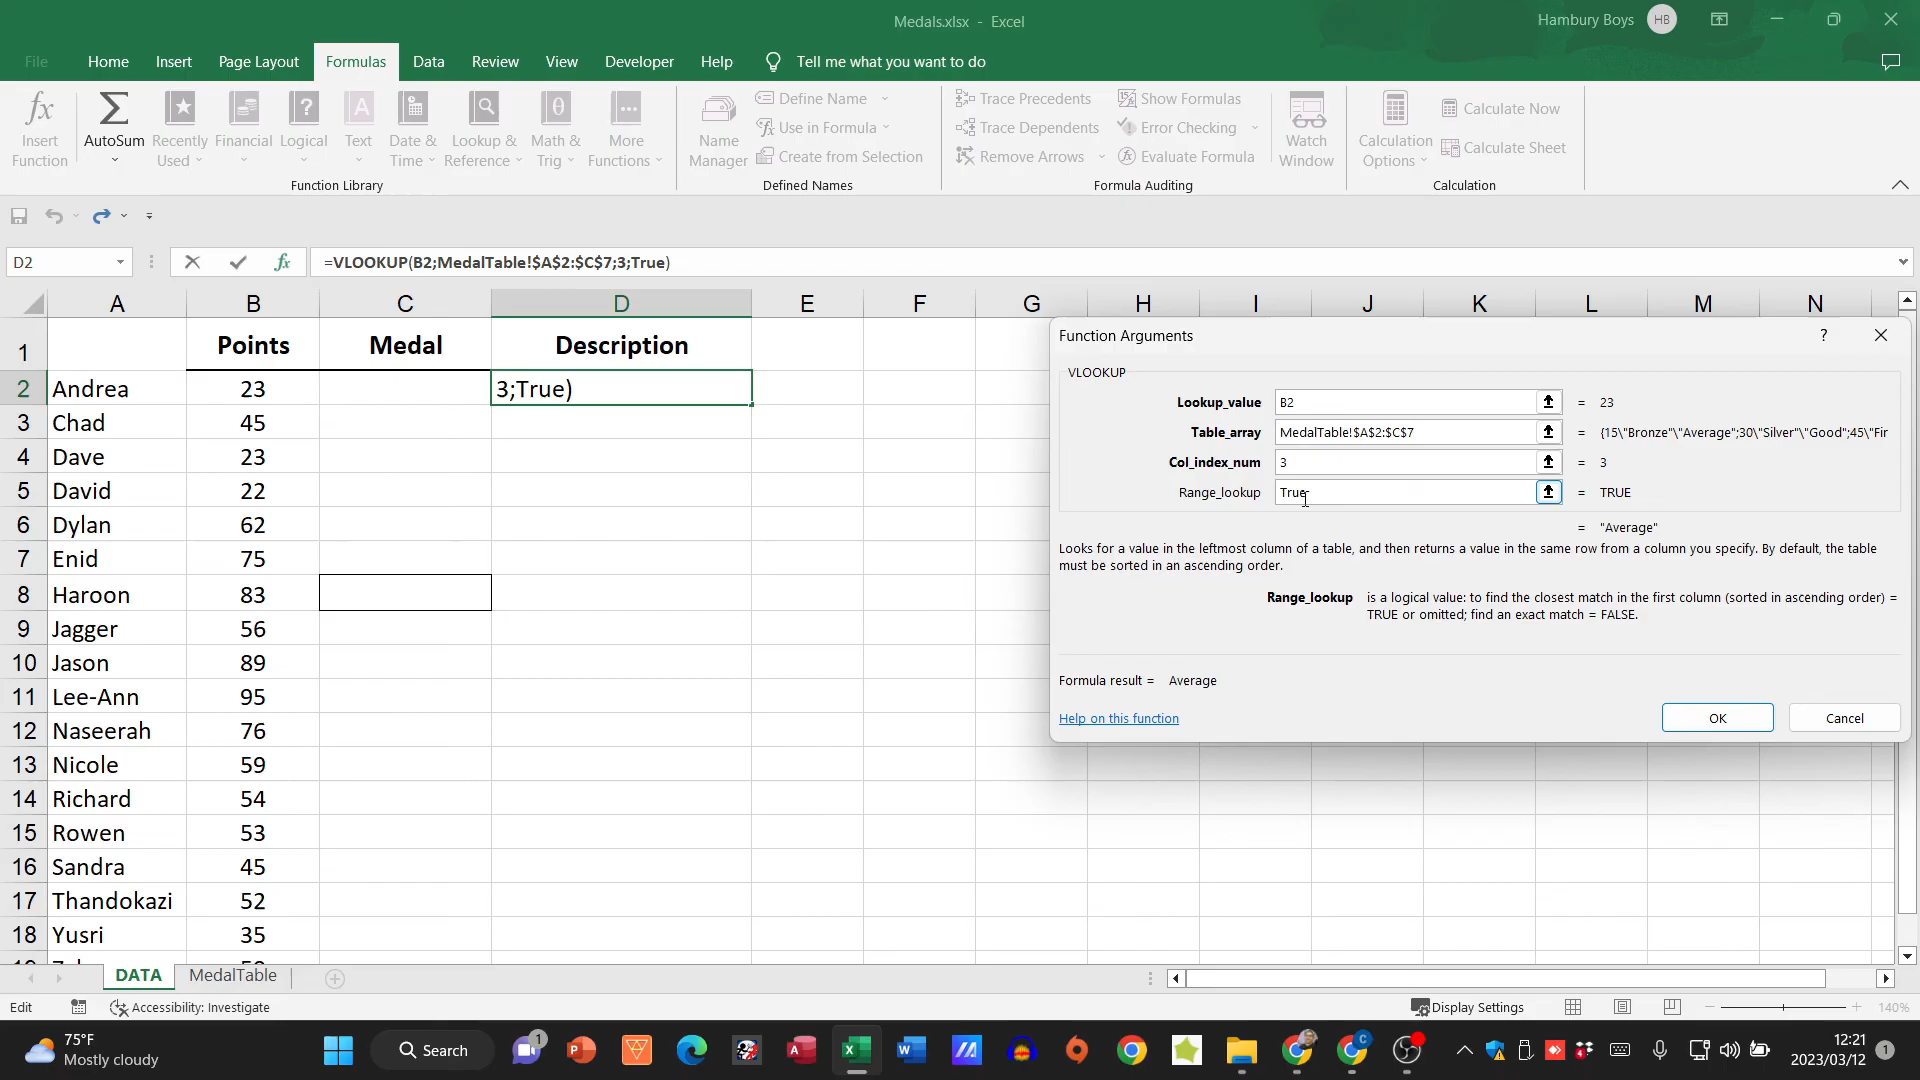 Medals.xlsx - Excel
Hambury Boys HB
File Home Insert Page Layout Formulas Data Review View Developer Help Tell me what you want to do
Insert Function
AutoSum
Recently Used
Financial
Logical
Text
Date & Time
Lookup & Reference
Math & Trig
More Functions
Function Library
Name Manager
Define Name
Use in Formula
Create from Selection
Defined Names
Trace Precedents
Trace Dependents
Remove Arrows
Show Formulas
Error Checking
Evaluate Formula
Formula Auditing
Watch Window
Calculation Options
Calculate Now
Calculate Sheet
Calculation
D2 fx =VLOOKUP(B2;MedalTable!$A$2:$C$7;3;True)
A B C D E F G H I J K L M N
1 Points Medal Description
2 Andrea 23 3;True)
3 Chad 45
4 Dave 23
5 David 22
6 Dylan 62
7 Enid 75
8 Haroon 83
9 Jagger 56
10 Jason 89
11 Lee-Ann 95
12 Naseerah 76
13 Nicole 59
14 Richard 54
15 Rowen 53
16 Sandra 45
17 Thandokazi 52
18 Yusri 35
Function Arguments ?
VLOOKUP
Lookup_value B2 = 23
Table_array MedalTable!$A$2:$C$7 = {15\"Bronze"\"Average";30\"Silver"\"Good";45\"Fir
Col_index_num 3 = 3
Range_lookup True = TRUE
= "Average"
Looks for a value in the leftmost column of a table, and then returns a value in the same row from a column you specify. By default, the table
must be sorted in an ascending order.
Range_lookup is a logical value: to find the closest match in the first column (sorted in ascending order) =
TRUE or omitted; find an exact match = FALSE.
Formula result = Average
Help on this function
OK Cancel
DATA MedalTable
Edit Accessibility: Investigate Display Settings 140%
75°F
Mostly cloudy
Search
1
12:21
2023/03/12
1